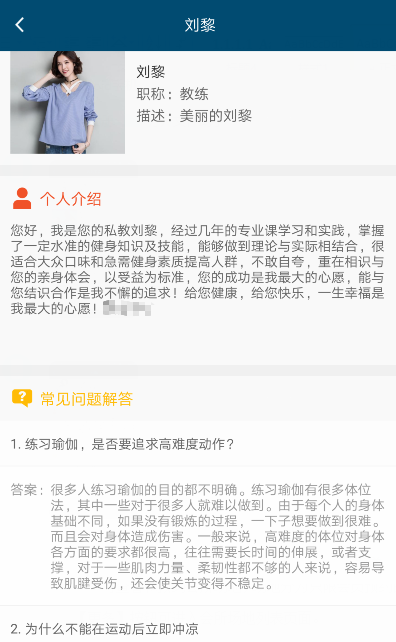 刘黎
刘黎
职称：教练
描述：美丽的刘黎
个人介绍
您好，我是您的私教刘黎，经过几年的专业课学习和实践，掌握
了一定水准的健身知识及技能，能够做到理论与实际相结合，很
适合大众口味和急需健身素质提高人群，不敢自夸，重在相识与
您的亲身体会，以受益为标准，您的成功是我最大的心愿，能与
您结识合作是我不懈的追求！给您健康，给您快乐，一生幸福是
我最大的心愿！
常见问题解答
1. 练习瑜伽，是否要追求高难度动作？
答案：很多人练习瑜伽的目的都不明确。练习瑜伽有很多体位
法，其中一些对于很多人就难以做到。由于每个人的身体
基础不同，如果没有锻炼的过程，一下子想要做到很难。
而且会对身体造成伤害。一般来说，高难度的体位对身体
各方面的要求都很高，往往需要长时间的伸展，或者支
撑，对于一些肌肉力量、柔韧性都不够的人来说，容易导
致肌腱受伤，还会使关节变得不稳定。
2. 为什么不能在运动后立即冲凉